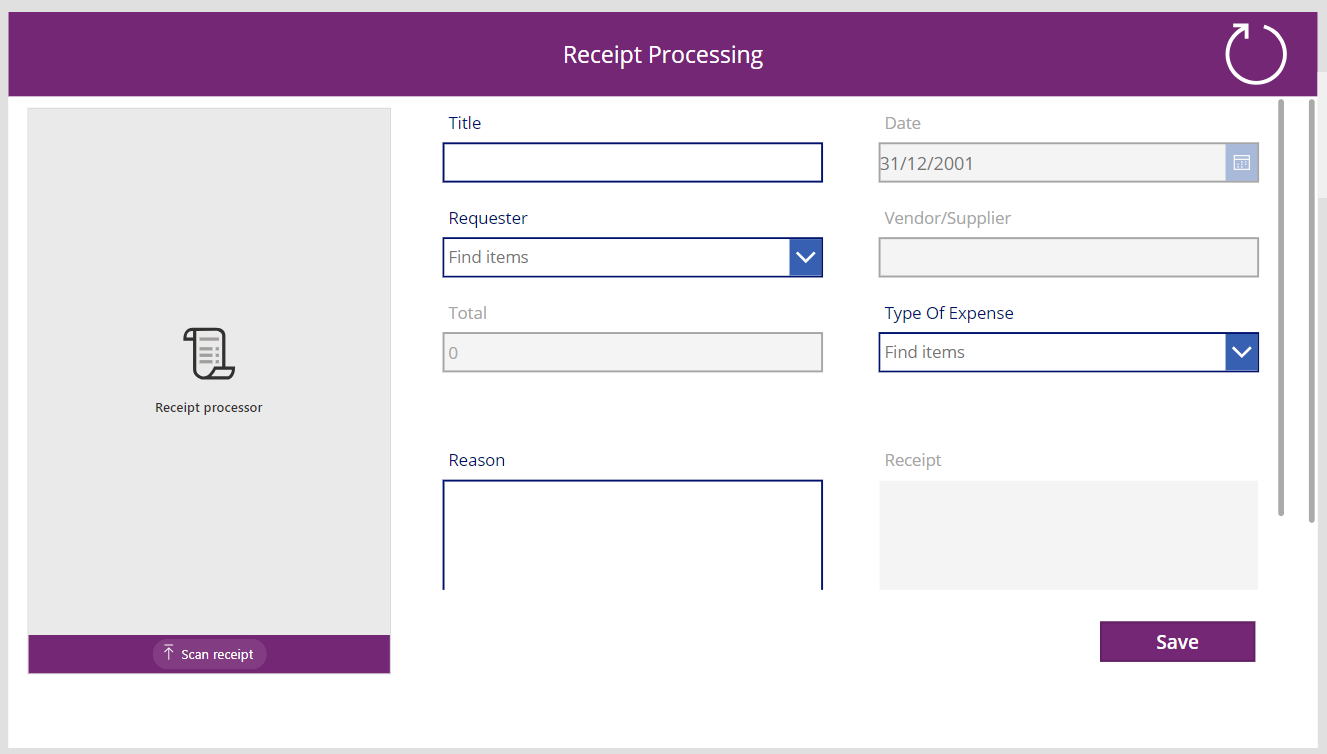 Receipt Processing
Title
Date
31/12/2001
Requester
Vendor/Supplier
Find items
Total
Type Of Expense
0
Find items
Receipt processor
Reason
Receipt
Scan receipt
Save